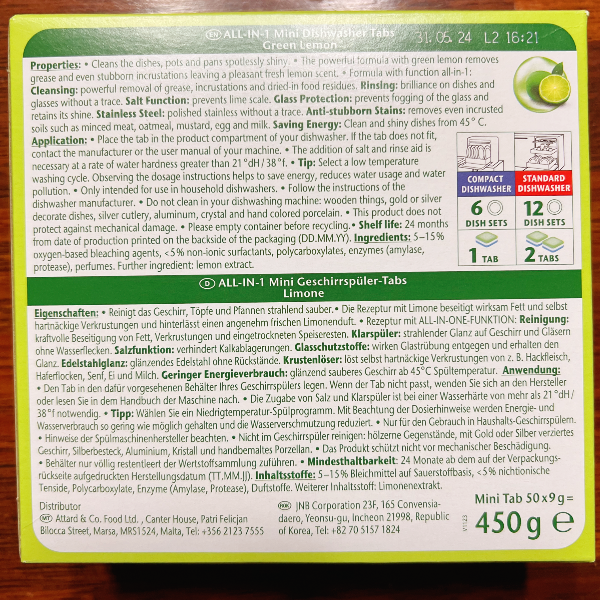 EN ALL-IN-1 Mini Dishwasher Tabs
Green Lemon
31.05.24 L2 16:21
Properties: • Cleans the dishes, pots and pans spotlessly shiny. • The powerful formula with green lemon removes
grease and even stubborn incrustations leaving a pleasant fresh lemon scent. • Formula with function all-in-1:
Cleansing: powerful removal of grease, incrustations and dried-in food residues. Rinsing: brilliance on dishes and
glasses without a trace. Salt Function: prevents lime scale. Glass Protection: prevents fogging of the glass and
retains its shine. Stainless Steel: polished stainless without a trace. Anti-stubborn Stains: removes even incrusted
soils such as minced meat, oatmeal, mustard, egg and milk. Saving Energy: Clean and shiny dishes from 45°C.
Application: • Place the tab in the product compartment of your dishwasher. If the tab does not fit,
contact the manufacturer or the user manual of your machine. • The addition of salt and rinse aid is
necessary at a rate of water hardness greater than 21°dH/38°f. • Tip: Select a low temperature
washing cycle. Observing the dosage instructions helps to save energy, reduces water usage and water
pollution. • Only intended for use in household dishwashers. • Follow the instructions of the
dishwasher manufacturer. • Do not clean in your dishwashing machine: wooden things, gold or silver
decorate dishes, silver cutlery, aluminum, crystal and hand colored porcelain. • This product does not
protect against mechanical damage. • Please empty container before recycling. • Shelf life: 24 months
from date of production printed on the backside of the packaging (DD.MM.YY). Ingredients: 5–15%
oxygen-based bleaching agents, <5% non-ionic surfactants, polycarboxylates, enzymes (amylase,
protease), perfumes. Further ingredient: lemon extract.
COMPACT
DISHWASHER
STANDARD
DISHWASHER
6
DISH SETS
12
DISH SETS
1 TAB
2 TABS
D ALL-IN-1 Mini Geschirrspüler-Tabs
Limone
Eigenschaften: • Reinigt das Geschirr, Töpfe und Pfannen strahlend sauber. • Die Rezeptur mit Limone beseitigt wirksam Fett und selbst
hartnäckige Verkrustungen und hinterlässt einen angenehm frischen Limonenduft. • Rezeptur mit ALL-IN-ONE-FUNKTION: Reinigung:
kraftvolle Beseitigung von Fett, Verkrustungen und eingetrockneten Speiseresten. Klarspüler: strahlender Glanz auf Geschirr und Gläsern
ohne Wasserflecken. Salzfunktion: verhindert Kalkablagerungen. Glasschutzstoffe: wirken Glastrübung entgegen und erhalten den
Glanz. Edelstahlglanz: glänzendes Edelstahl ohne Rückstände. Krustenlöser: löst selbst hartnäckige Verkrustungen von z. B. Hackfleisch,
Haferflocken, Senf, Ei und Milch. Geringer Energieverbrauch: glänzend sauberes Geschirr ab 45°C Spültemperatur. Anwendung:
• Den Tab in den dafür vorgesehenen Behälter Ihres Geschirrspülers legen. Wenn der Tab nicht passt, wenden Sie sich an den Hersteller
oder lesen Sie in dem Handbuch der Maschine nach. • Die Zugabe von Salz und Klarspüler ist bei einer Wasserhärte von mehr als 21°dH/
38°f notwendig. • Tipp: Wählen Sie ein Niedrigtemperatur-Spülprogramm. Mit Beachtung der Dosierhinweise werden Energie- und
Wasserverbrauch so gering wie möglich gehalten und die Wasserverschmutzung reduziert. • Nur für den Gebrauch in Haushalts-Geschirrspülern.
• Hinweise der Spülmaschinenhersteller beachten. • Nicht im Geschirrspüler reinigen: hölzerne Gegenstände, mit Gold oder Silber verziertes
Geschirr, Silberbesteck, Aluminium, Kristall und handbemaltes Porzellan. • Das Produkt schützt nicht vor mechanischer Beschädigung.
• Behälter nur völlig restentleert der Wertstoffsammlung zuführen. • Mindesthaltbarkeit: 24 Monate ab dem auf der Verpackungs-
rückseite aufgedruckten Herstellungsdatum (TT.MM.JJ). Inhaltsstoffe: 5–15% Bleichmittel auf Sauerstoffbasis, <5% nichtionische
Tenside, Polycarboxylate, Enzyme (Amylase, Protease), Duftstoffe. Weiterer Inhaltsstoff: Limonenextrakt.
Distributor
MT Attard & Co. Food Ltd. , Canter House, Patri Felicjan
Bilocca Street, Marsa, MRS1524, Malta, Tel: +356 2123 7555
JNB Corporation 23F, 165 Convensia-
daero, Yeonsu-gu, Incheon 21998, Republic
of Korea, Tel: +82 70 5157 1824
V1123
Mini Tab 50x9g=
450g e